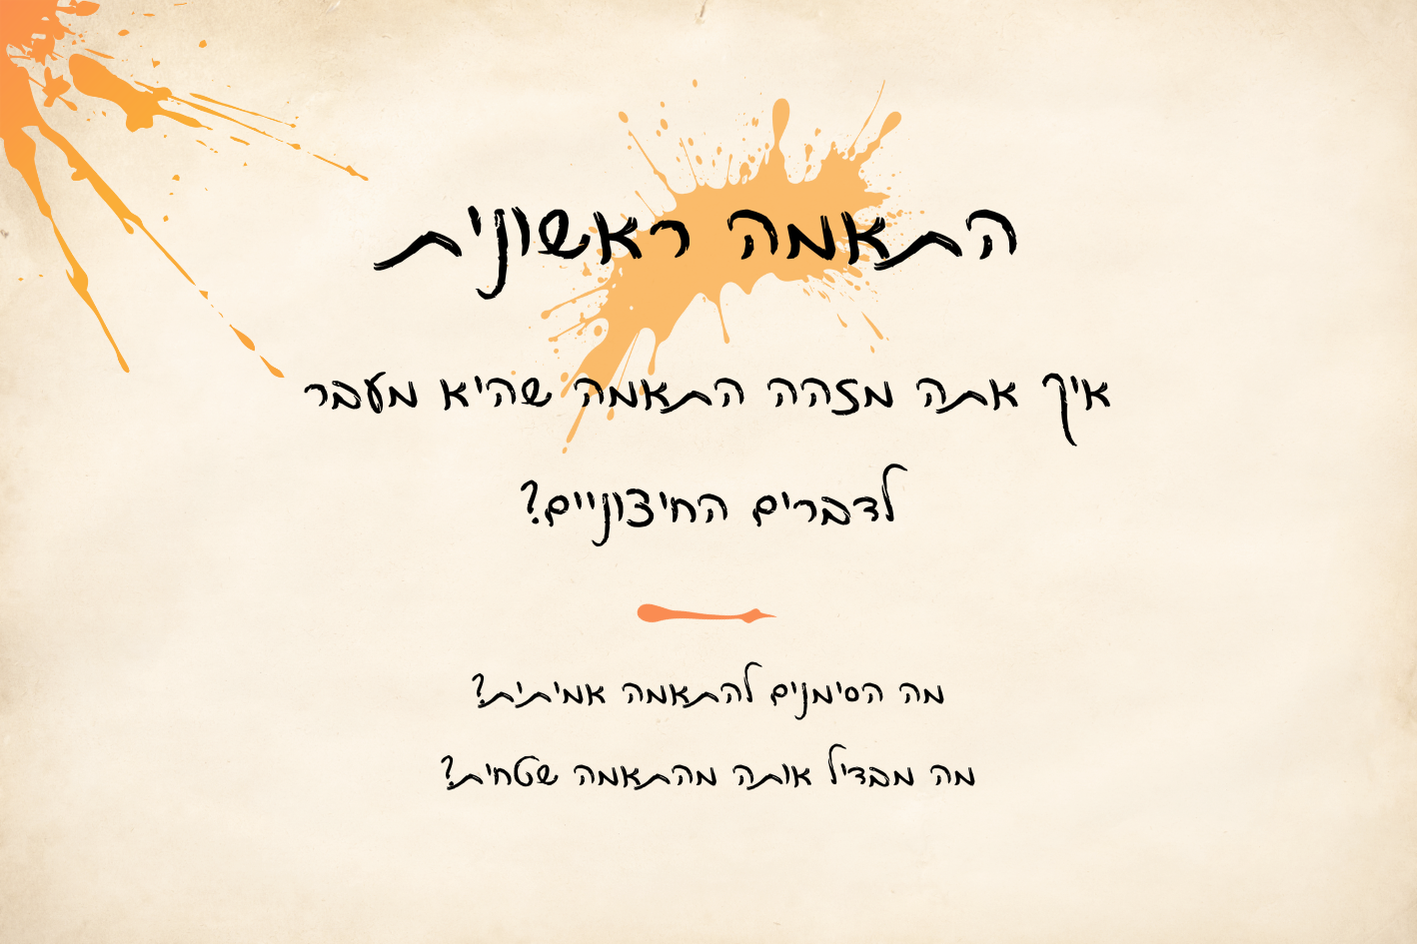 התאמה ראשונית
איך אתה מזהה התאמה שהיא מעבר
לדברים החיצוניים?
מה הסימנים להתאמה אמיתית?
מה מבדיל אותה מהתאמה שטחית?